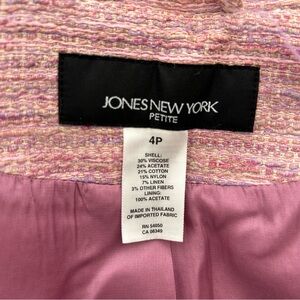 JONES NEW YORK
PETITE
4P
SHELL:
30% VISCOSE
24% ACETATE
21% COTTON
15% NYLON
7% LINEN
3% OTHER FIBERS
LINING:
100% ACETATE
MADE IN THAILAND
OF IMPORTED FABRIC
RN 54050
CA 08349